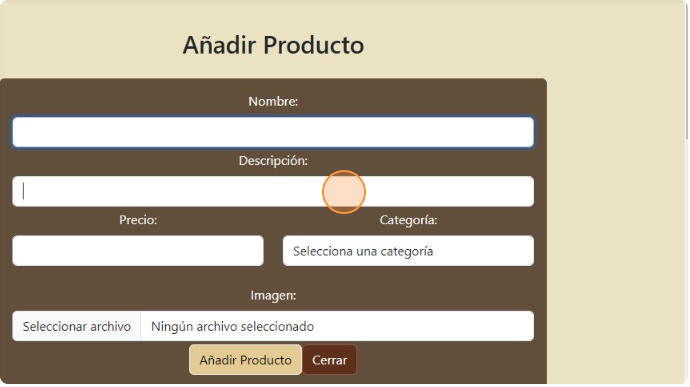 Añadir Producto
Nombre:
Descripción:
Precio: Categoría:
Selecciona una categoría
Imagen:
Seleccionar archivo Ningún archivo seleccionado
Añadir Producto Cerrar